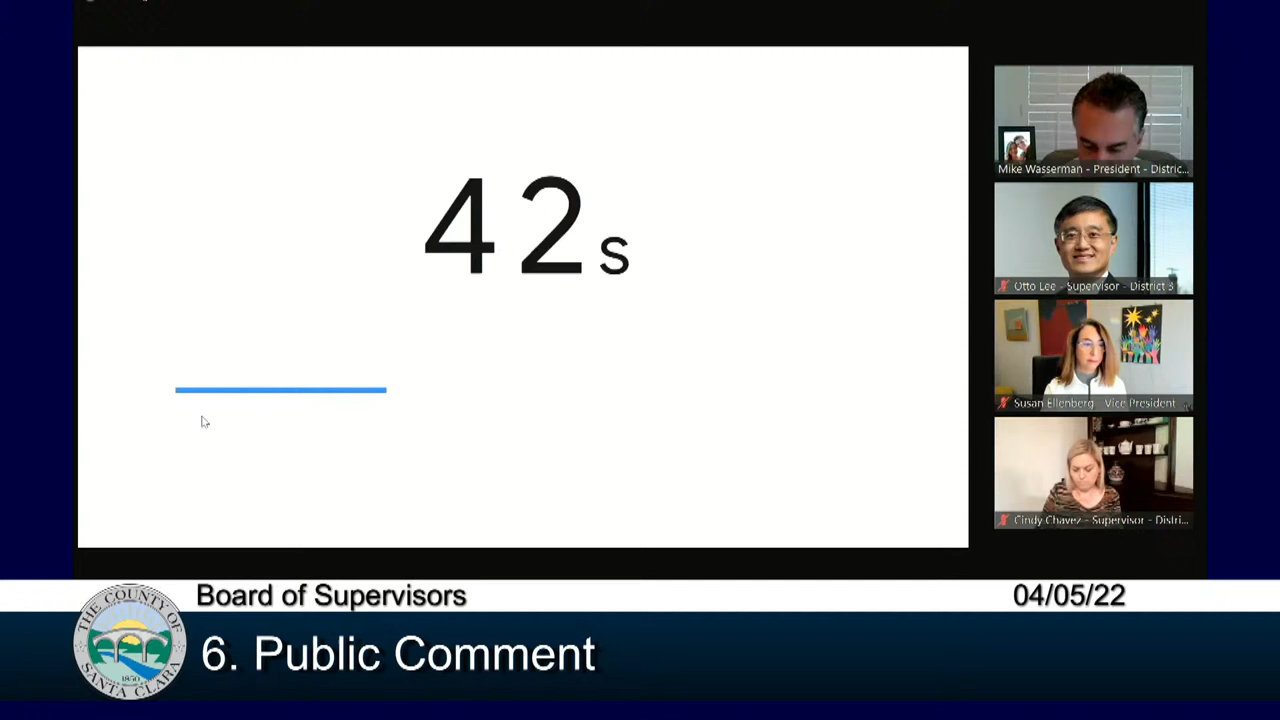 42s
Mike Wasserman - President - Distric...
Otto Lee - Supervisor - District 3
Susan Ellenberg - Vice President
Cindy Chavez - Supervisor - Distri...
Board of Supervisors
04/05/22
6. Public Comment
THE COUNTY OF
SANTA CLARA
1850